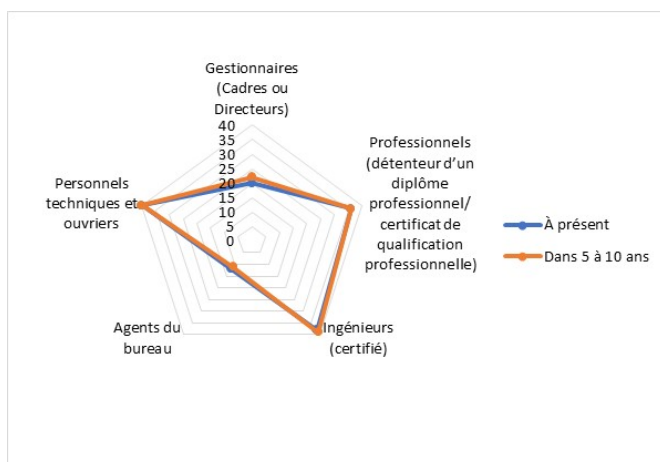 Gestionnaires
(Cadres ou
Directeurs)
40
35
30
25
20
15
10
5
0
Professionnels
(détenteur d'un
diplôme
professionnel/
certificat de
qualification
professionnelle)
Ingénieurs
(certifié)
Agents du
bureau
Personnels
techniques et
ouvriers
À présent
Dans 5 à 10 ans